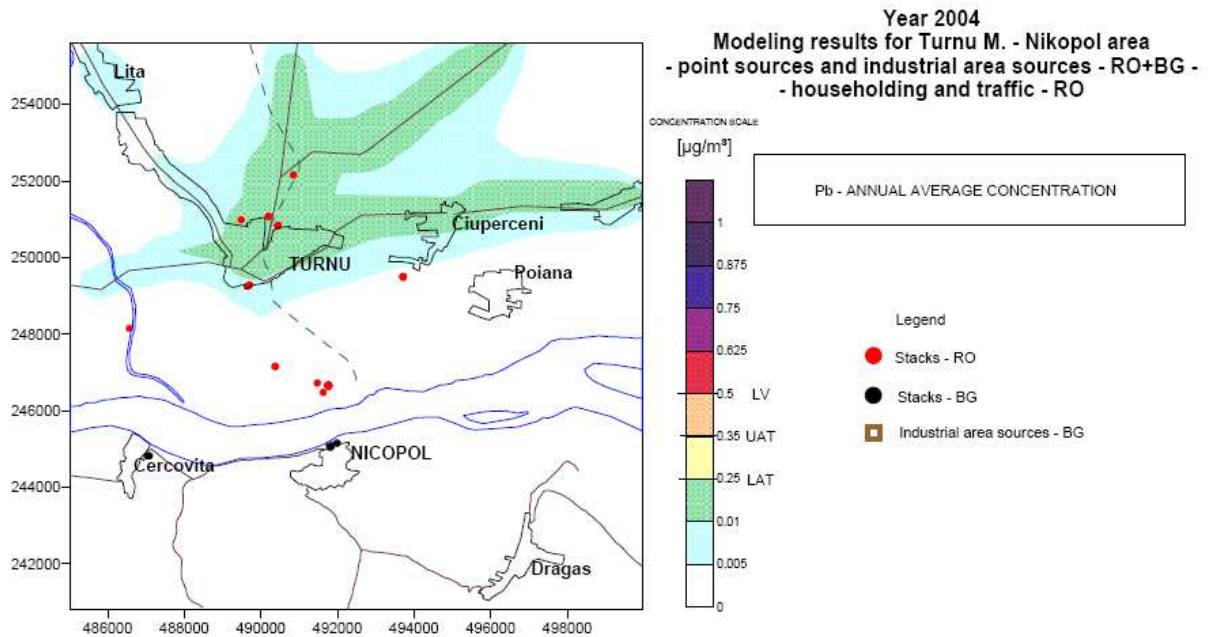 Year 2004
Modeling results for Turnu M. - Nikopol area
- point sources and industrial area sources - RO+BG -
- householding and traffic - RO
CONCENTRATION SCALE
[µg/m³]
Pb - ANNUAL AVERAGE CONCENTRATION
1
0.875
0.75
0.625
0.5 LV
0.35 UAT
0.25 LAT
0.01
0.005
0
Legend
Stacks - RO
Stacks - BG
Industrial area sources - BG
Lita
Ciuperceni
TURNU
Poiana
NICOPOL
Cercovita
Dragas
254000
252000
250000
248000
246000
244000
242000
486000 488000 490000 492000 494000 496000 498000